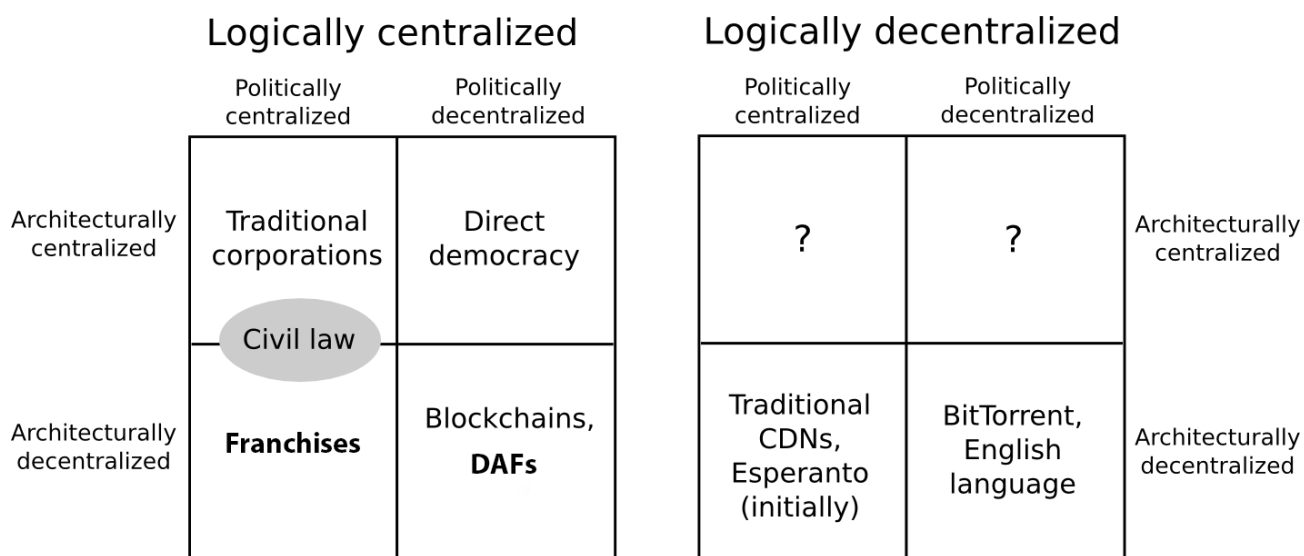 Logically centralized
Logically decentralized
Politically
centralized
Politically
decentralized
Politically
centralized
Politically
decentralized
Architecturally
centralized
Traditional
corporations
Direct
democracy
?
?
Architecturally
centralized
Civil law
Architecturally
decentralized
Franchises
Blockchains,
DAFs
Traditional
CDNs,
Esperanto
(initially)
BitTorrent,
English
language
Architecturally
decentralized